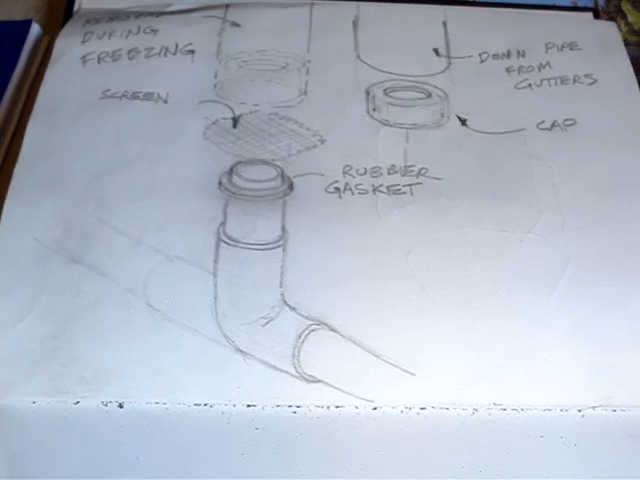 DURING
FREEZING
SCREEN
DOWN PIPE
FROM
GUTTERS
CAP
RUBBER
GASKET